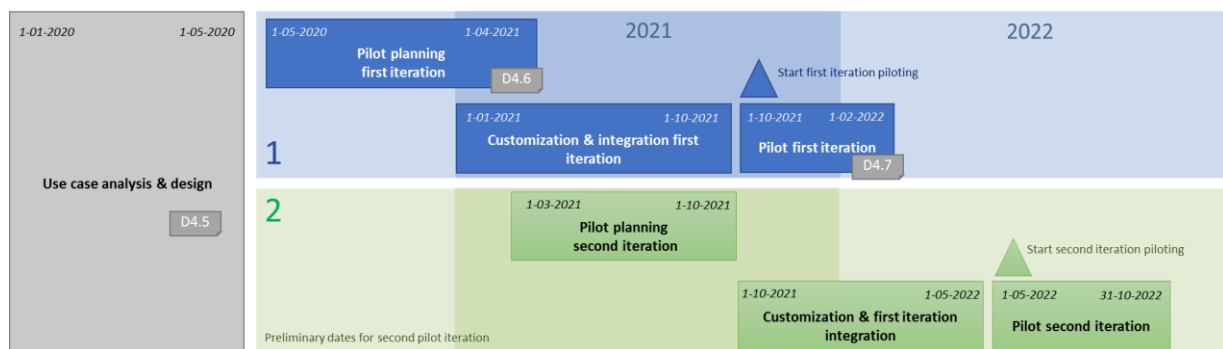 1-01-2020 1-05-2020
Use case analysis & design
D4.5
2021 2022
1-05-2020 1-04-2021
Pilot planning
first iteration
D4.6
Start first iteration piloting
1
1-01-2021 1-10-2021
Customization & integration first
iteration
1-10-2021 1-02-2022
Pilot first iteration
D4.7
2
1-03-2021 1-10-2021
Pilot planning
second iteration
Start second iteration piloting
1-10-2021 1-05-2022
Customization & first iteration
integration
1-05-2022 31-10-2022
Pilot second iteration
Preliminary dates for second pilot iteration